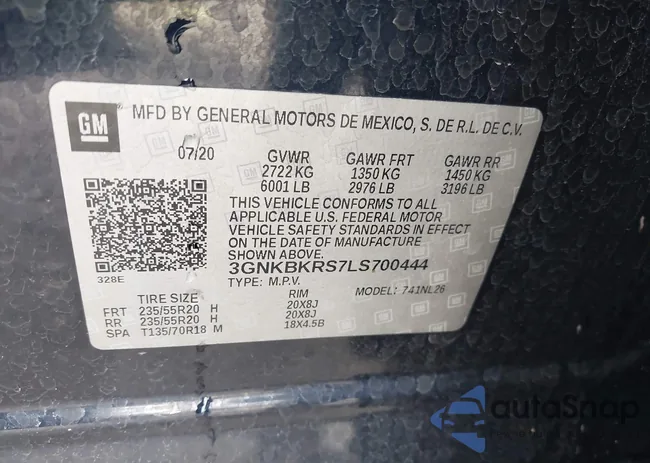 GM
MFD BY GENERAL MOTORS DE MEXICO, S. DE R.L. DE C.V.
07/20 GVWR GAWR FRT GAWR RR
2722 KG 1350 KG 1450 KG
6001 LB 2976 LB 3196 LB
THIS VEHICLE CONFORMS TO ALL
APPLICABLE U.S. FEDERAL MOTOR
VEHICLE SAFETY STANDARDS IN EFFECT
ON THE DATE OF MANUFACTURE
SHOWN ABOVE.
3GNKBKRS7LS700444
328E TYPE: M.P.V. MODEL: 741NL26
TIRE SIZE RIM
FRT 235/55R20 H 20X8J
RR 235/55R20 H 20X8J
SPA T135/70R18 M 18X4.5B
autoSnap